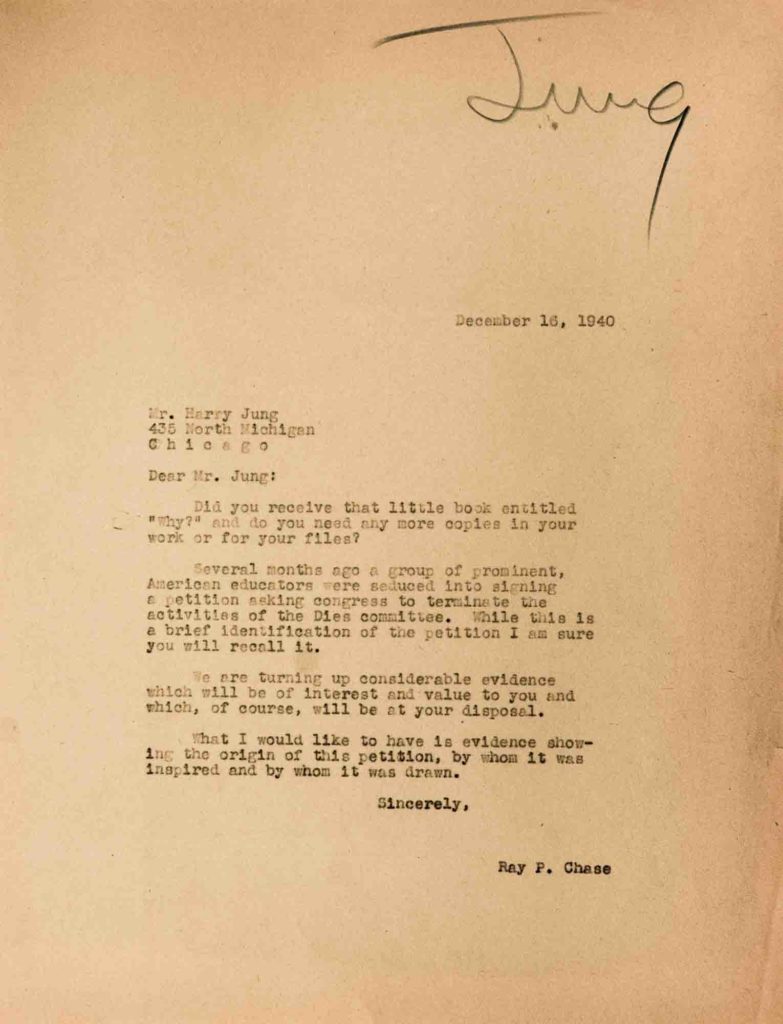 Jung
December 16, 1940
Mr. Harry Jung
435 North Michigan
C h i c a g o
Dear Mr. Jung:
Did you receive that little book entitled
"Why?" and do you need any more copies in your
work or for your files?
Several months ago a group of prominent,
American educators were seduced into signing
a petition asking congress to terminate the
activities of the Dies committee. While this is
a brief identification of the petition I am sure
you will recall it.
We are turning up considerable evidence
which will be of interest and value to you and
which, of course, will be at your disposal.
What I would like to have is evidence show-
ing the origin of this petition, by whom it was
inspired and by whom it was drawn.
Sincerely,
Ray P. Chase